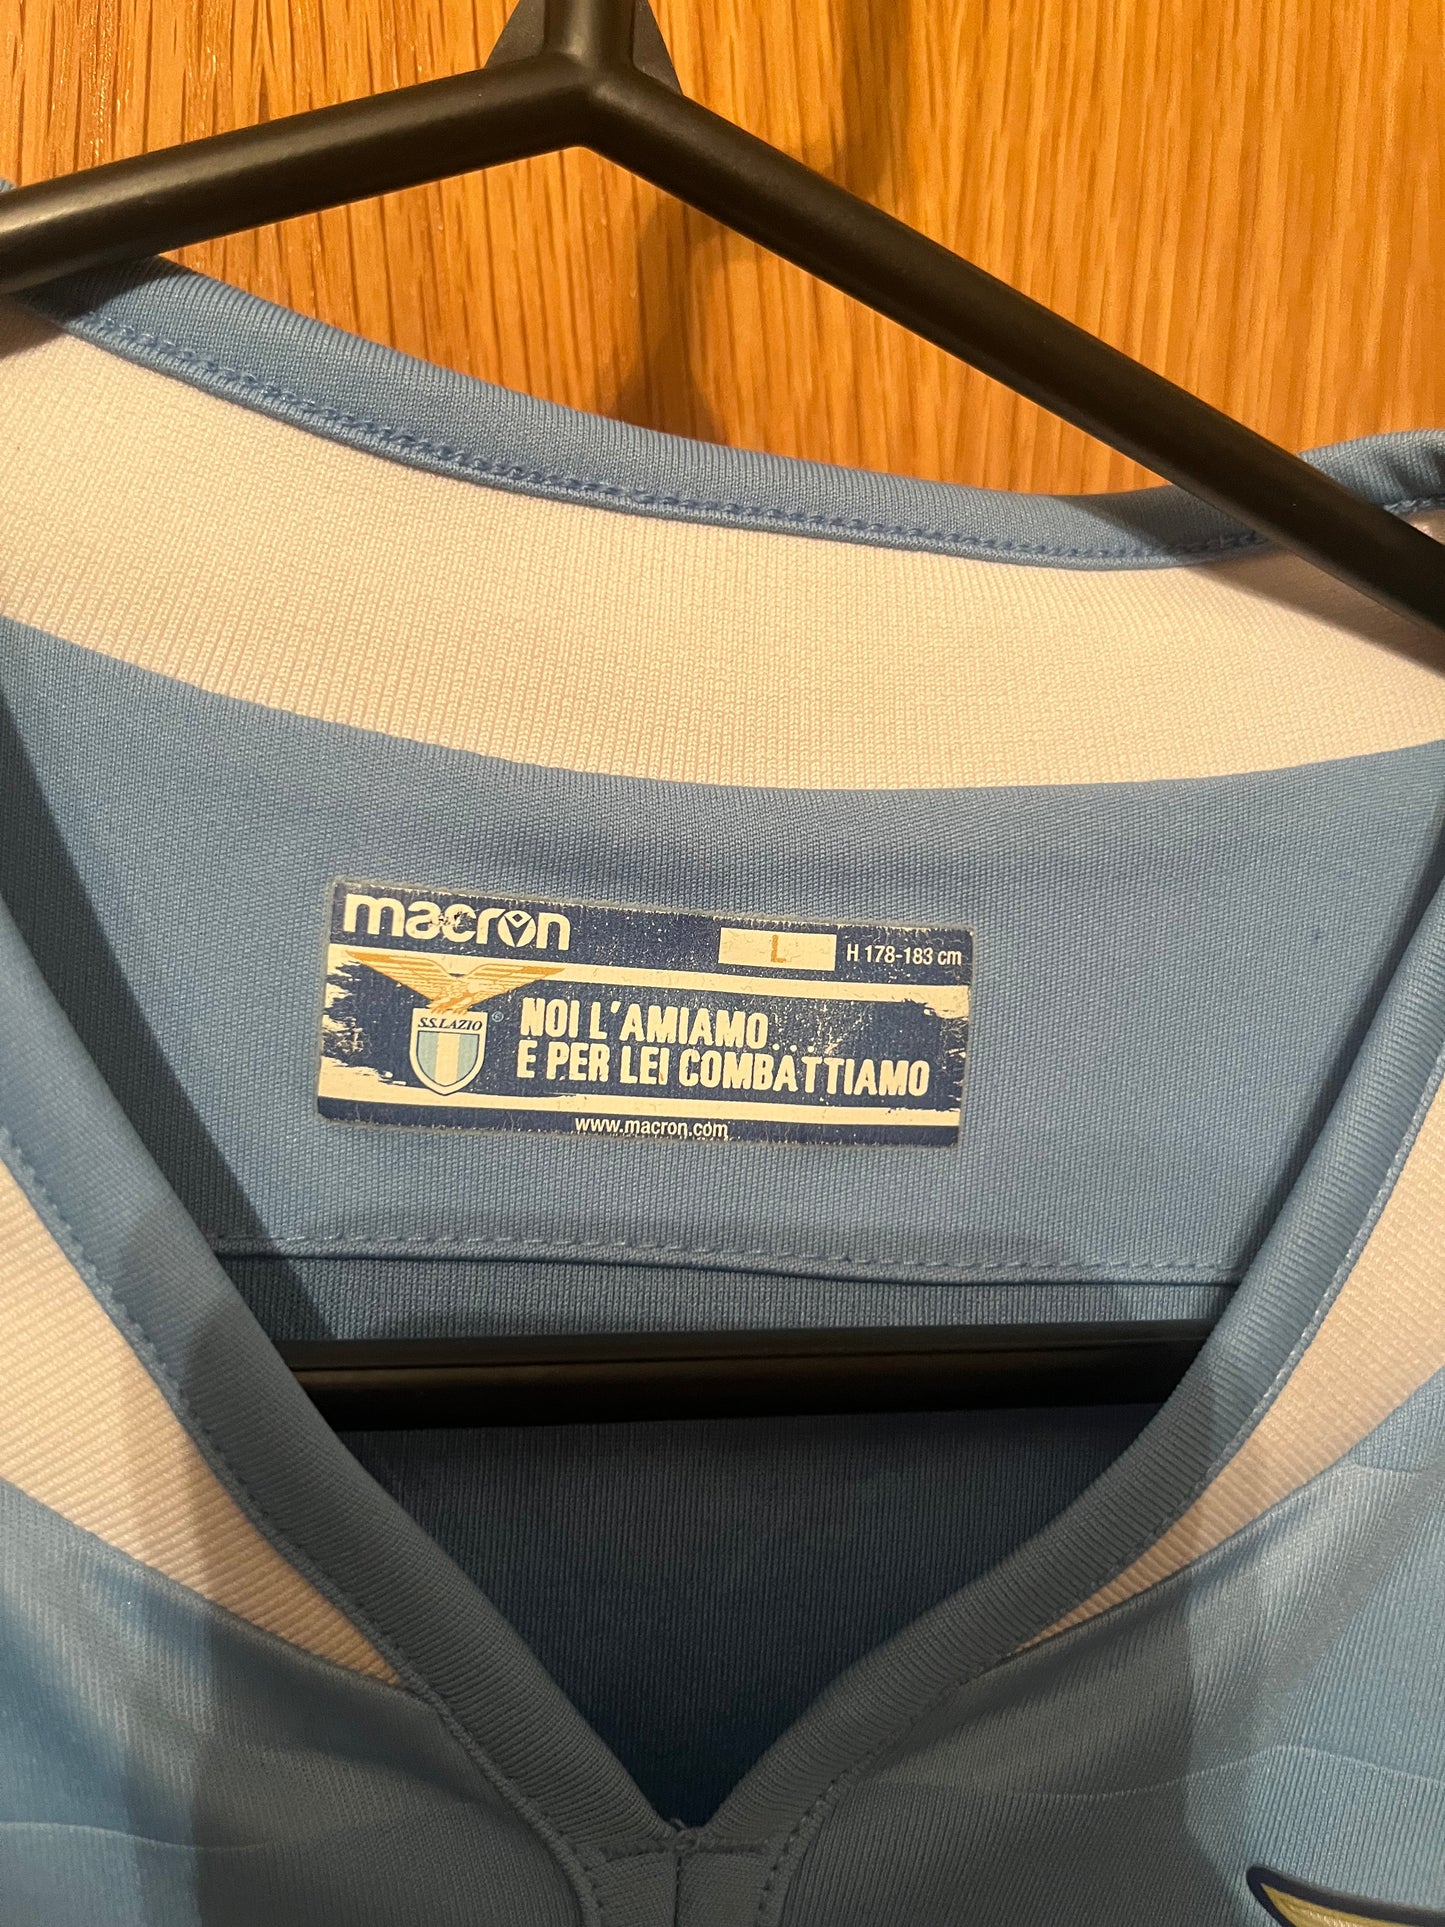 macron
L
H 178-183 cm
S.S.LAZIO ®
NOI L'AMIAMO...
E PER LEI COMBATTIAMO
www.macron.com